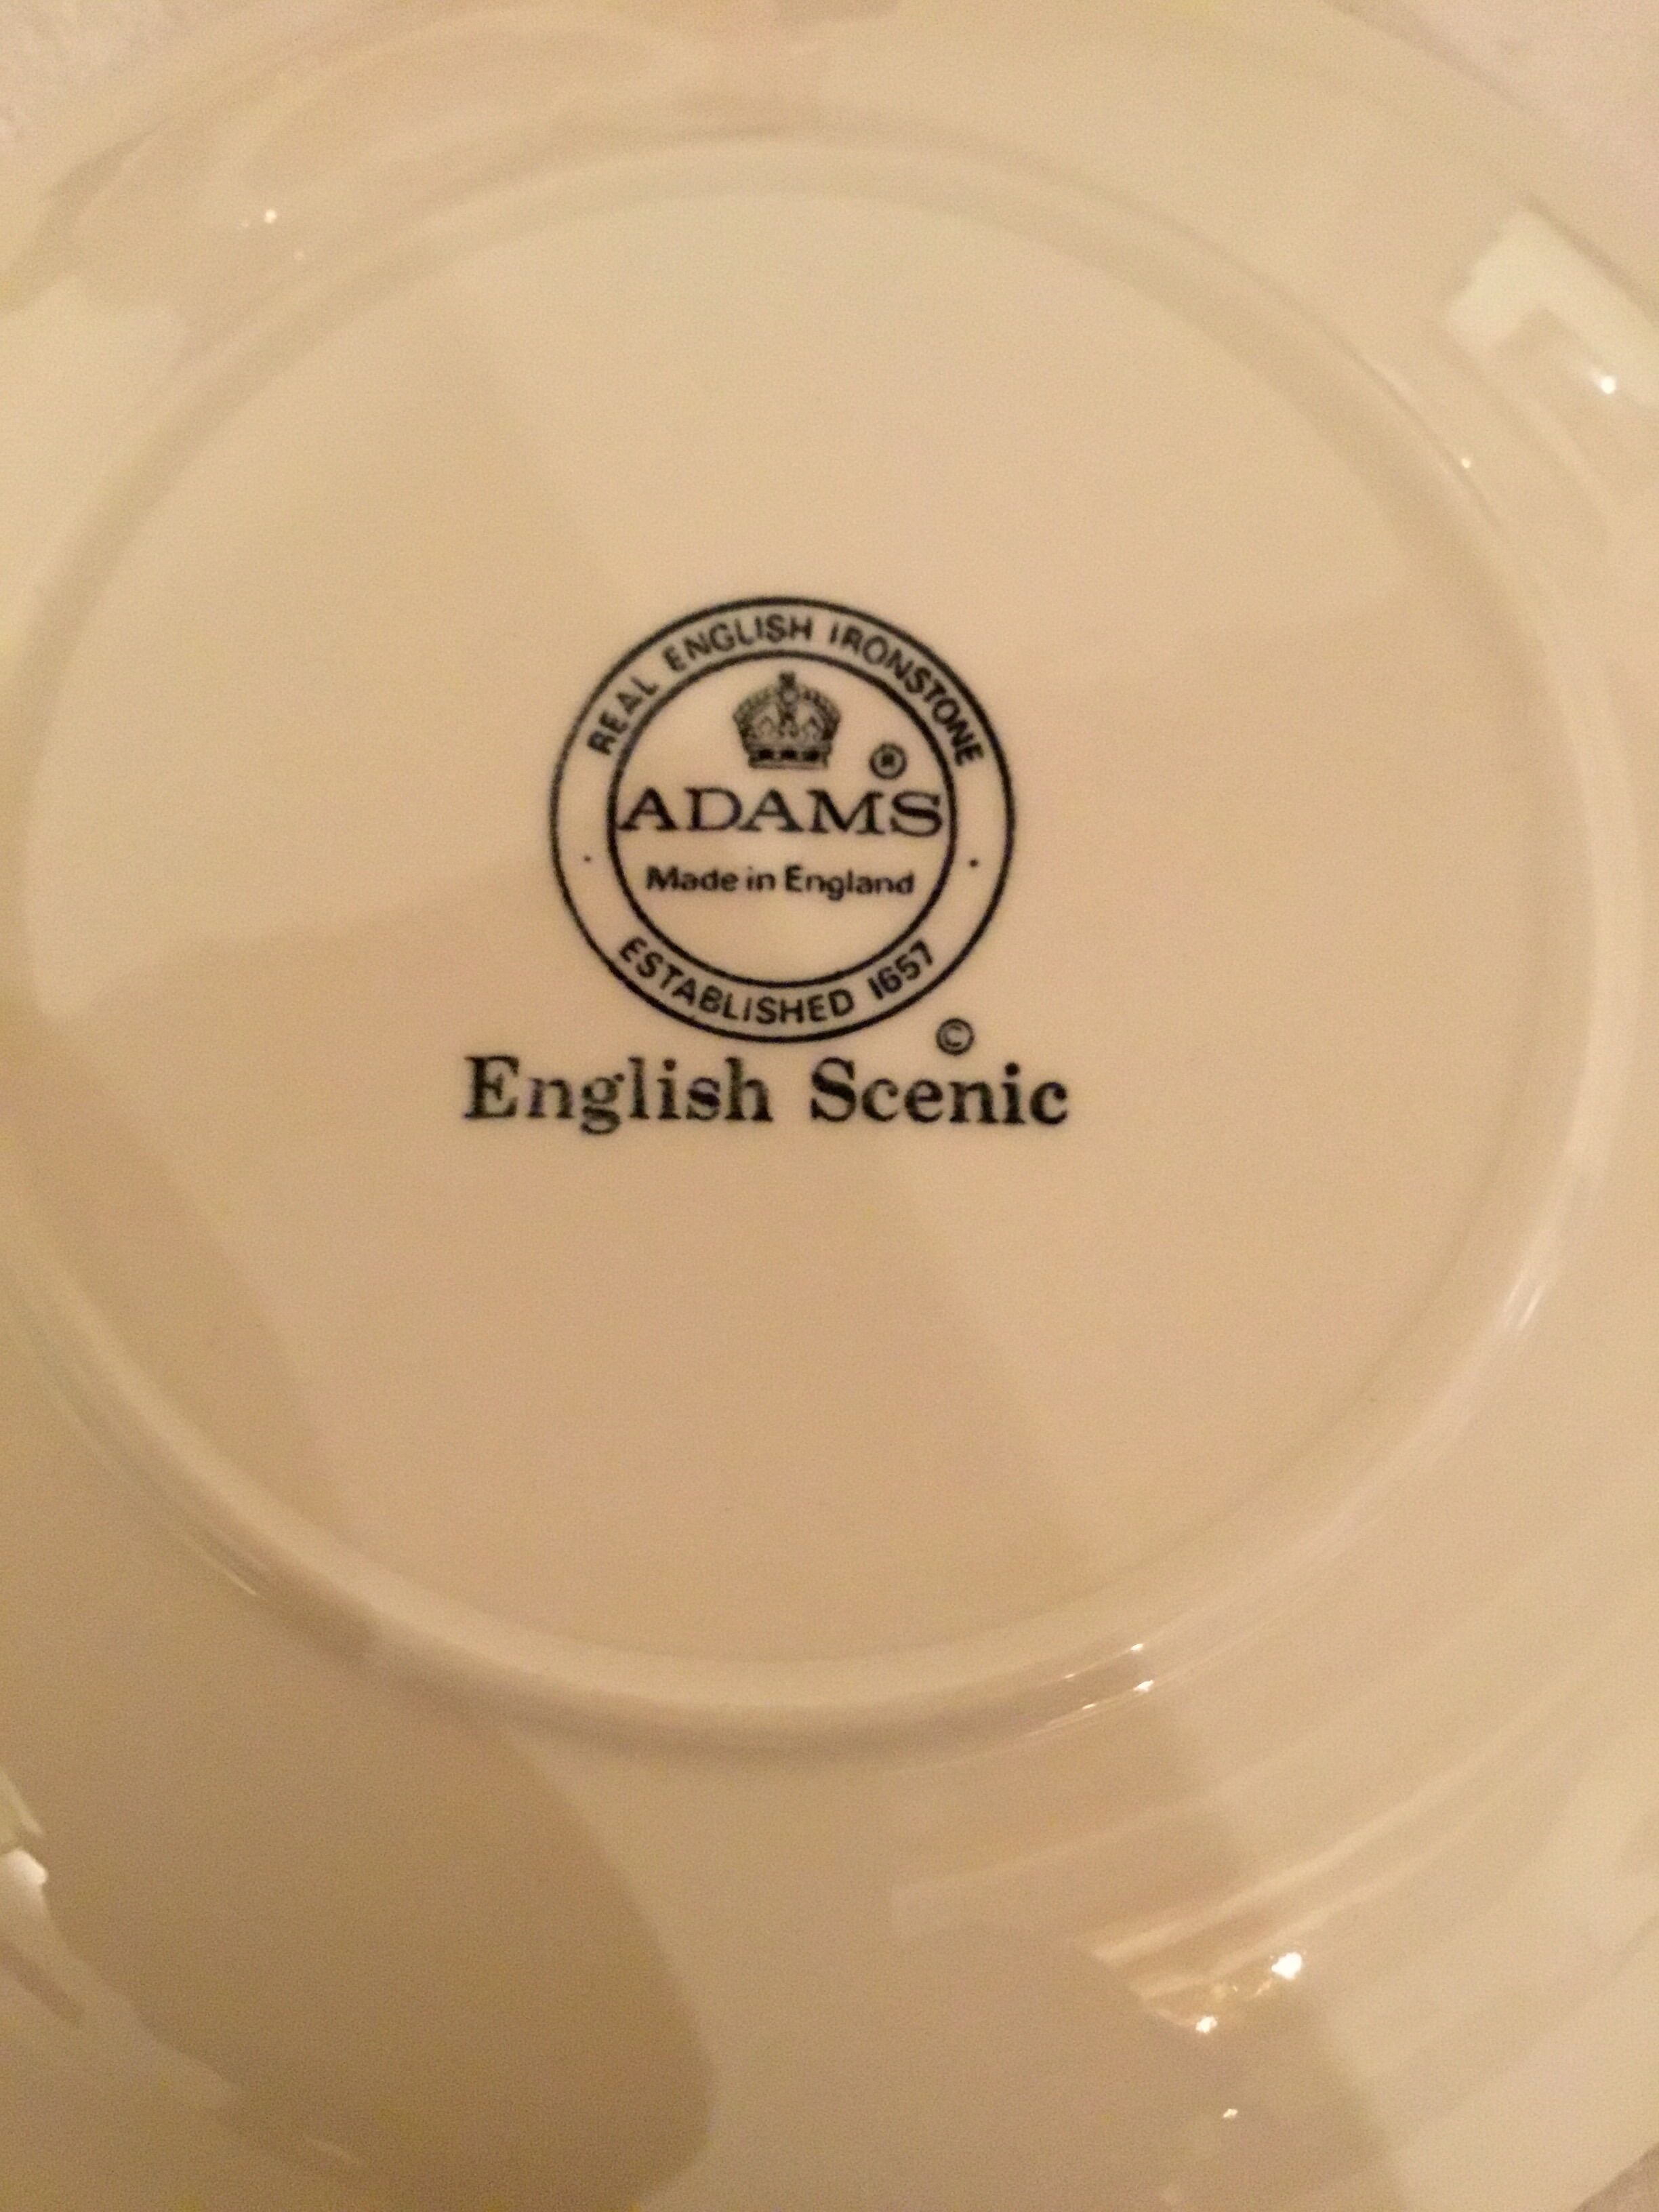 REAL ENGLISH IRONSTONE
®
ADAMS
Made in England
ESTABLISHED 1657
©
English Scenic